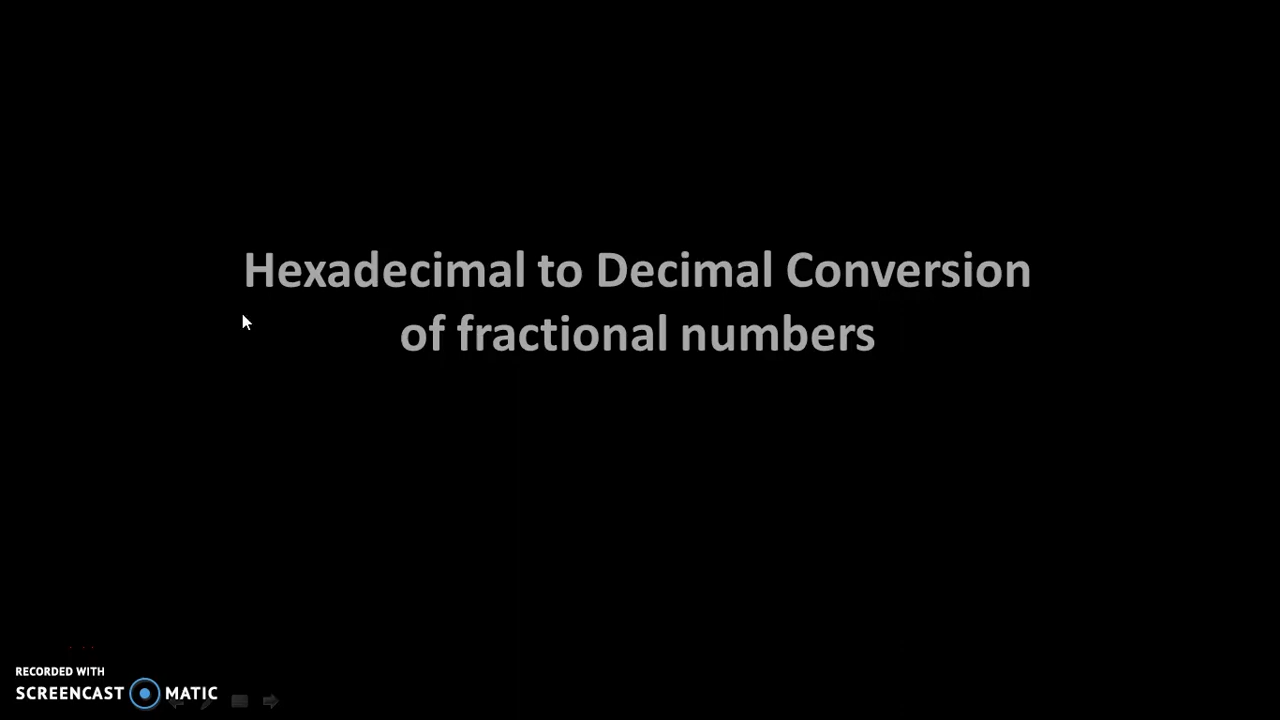 Hexadecimal to Decimal Conversion
of fractional numbers
RECORDED WITH
SCREENCAST MATIC